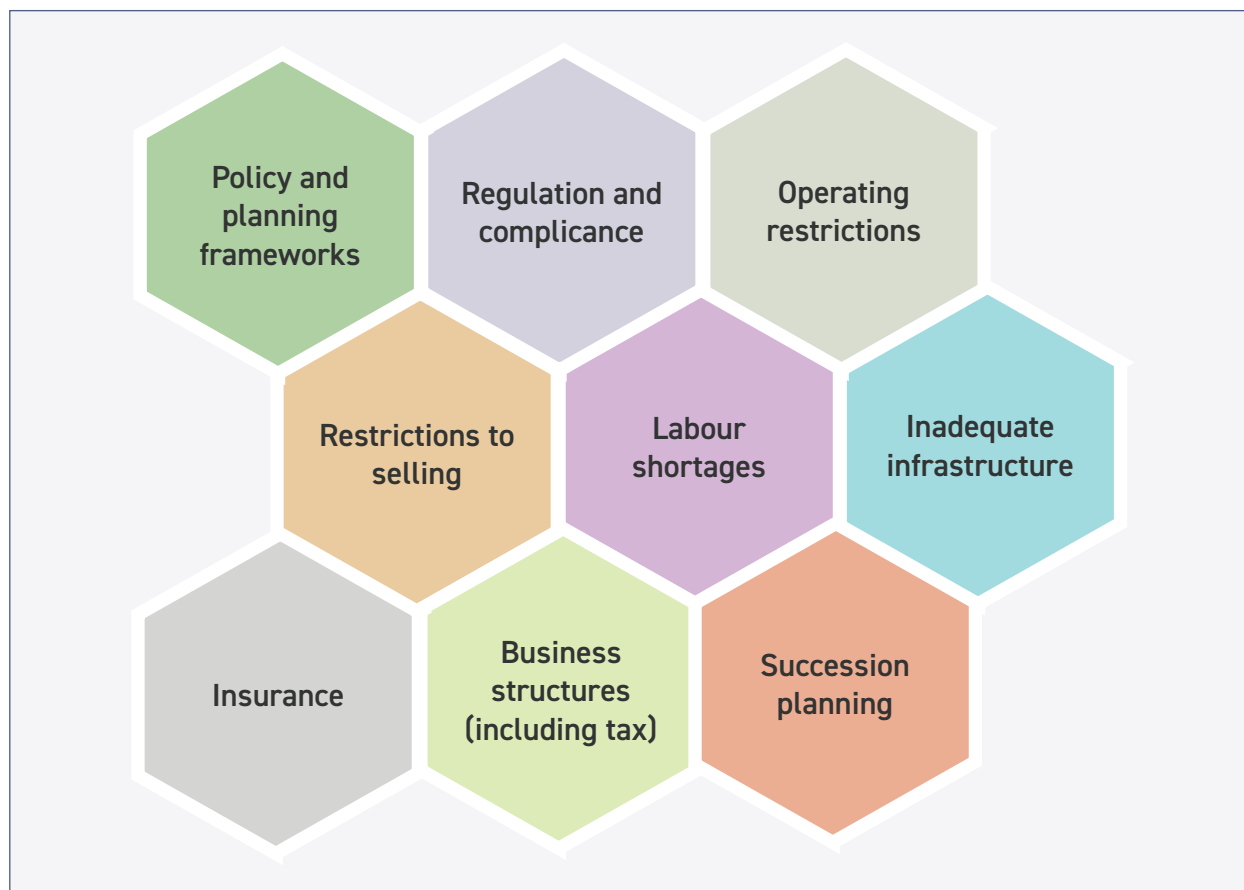 Policy and
planning
frameworks
Regulation and
complicance
Operating
restrictions
Restrictions to
selling
Labour
shortages
Inadequate
infrastructure
Insurance
Business
structures
(including tax)
Succession
planning